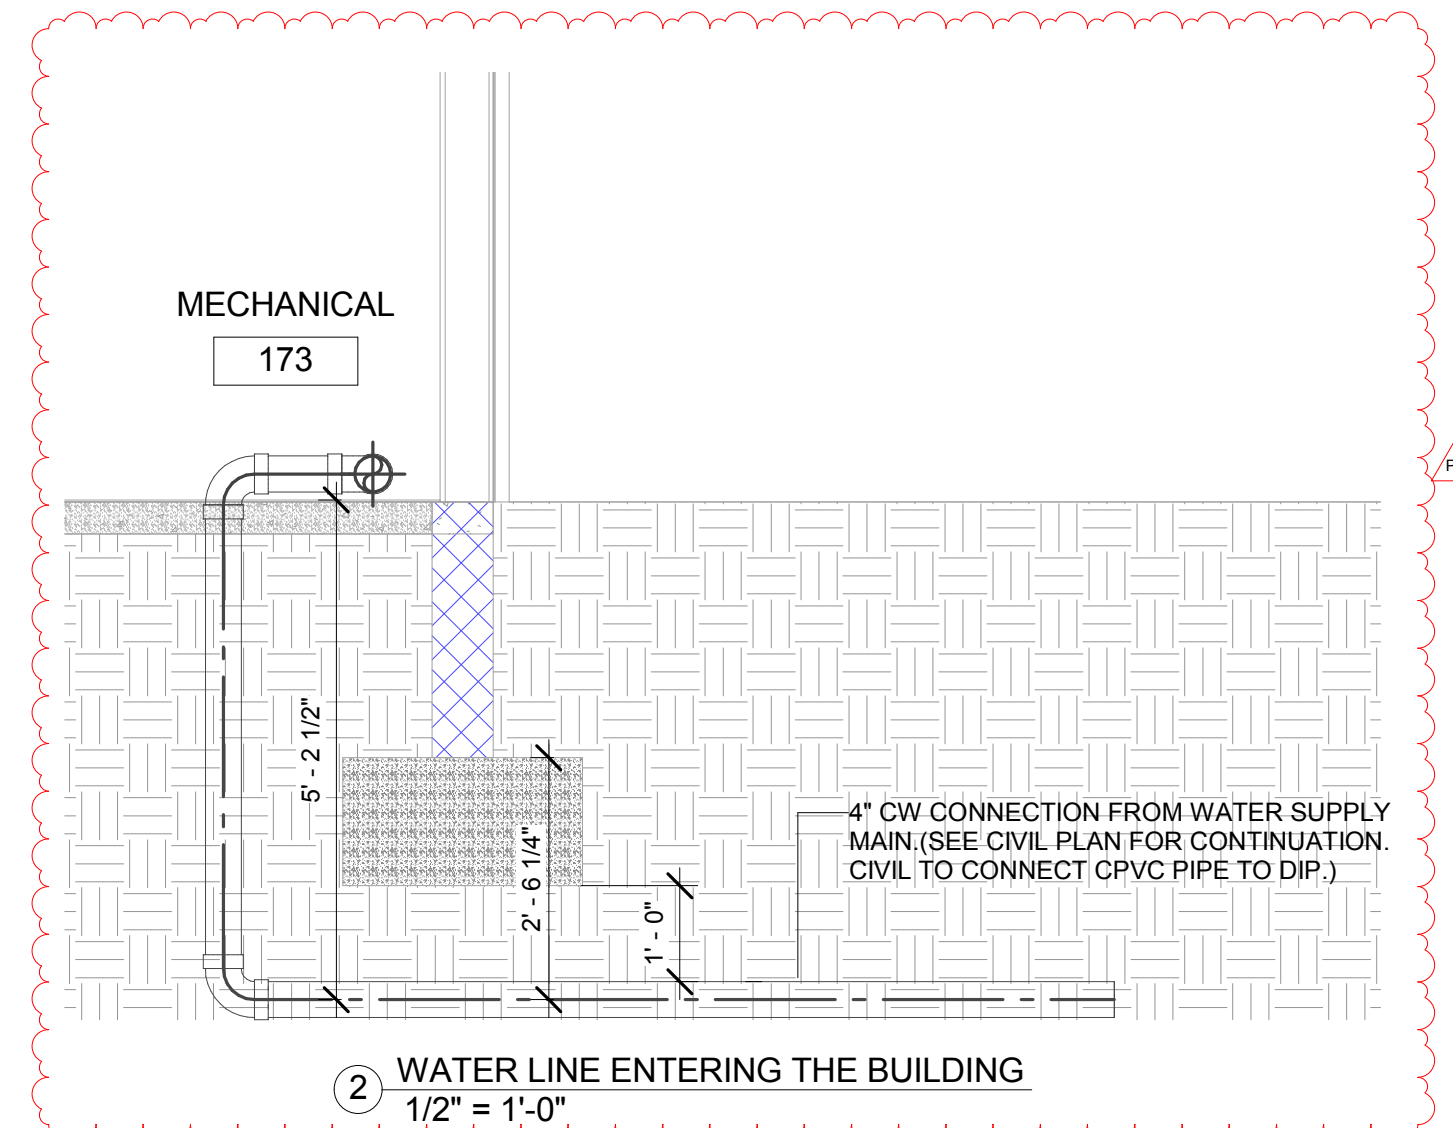 MECHANICAL
173
5' - 2 1/2"
2' - 6 1/4"
1' - 0"
4" CW CONNECTION FROM WATER SUPPLY
MAIN.(SEE CIVIL PLAN FOR CONTINUATION.
CIVIL TO CONNECT CPVC PIPE TO DIP.)
2
WATER LINE ENTERING THE BUILDING
1/2" = 1'-0"